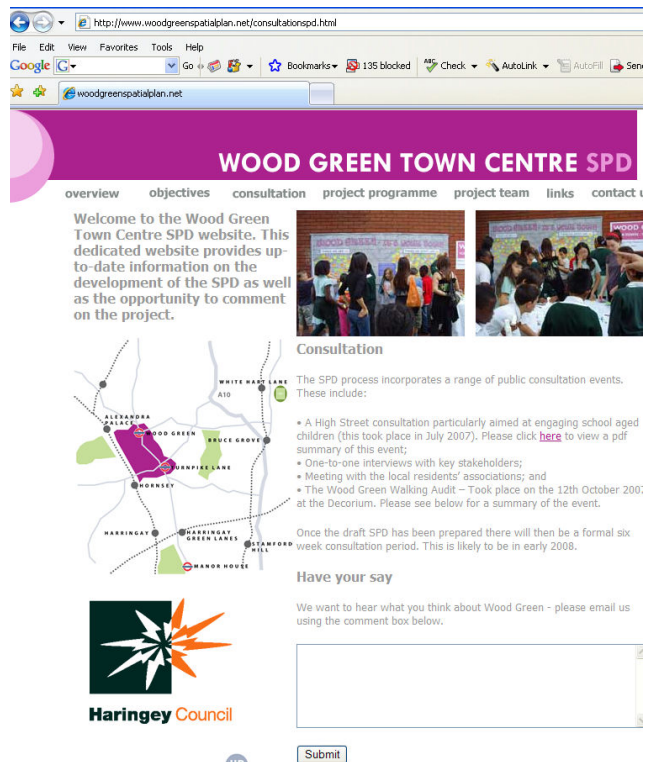 http://www.woodgreenspatialplan.net/consultationspd.html
File Edit View Favorites Tools Help
Google G Go Bookmarks 135 blocked ABC Check AutoLink AutoFill Sen
woodgreenspatialplan.net
WOOD GREEN TOWN CENTRE SPD
overview objectives consultation project programme project team links contact u
Welcome to the Wood Green
Town Centre SPD website. This
dedicated website provides up-
to-date information on the
development of the SPD as well
as the opportunity to comment
on the project.
WHITE HART LANE
A10
ALEXANDRA
PALACE
WOOD GREEN
BRUCE GROVE
TURNPIKE LANE
HORNSEY
HARRINGAY
HARRINGAY
GREEN LANES
STAMFORD
HILL
MANOR HOUSE
Haringey Council
Consultation
The SPD process incorporates a range of public consultation events.
These include:
• A High Street consultation particularly aimed at engaging school aged
children (this took place in July 2007). Please click here to view a pdf
summary of this event;
• One-to-one interviews with key stakeholders;
• Meeting with the local residents' associations; and
• The Wood Green Walking Audit – Took place on the 12th October 2007
at the Decorium. Please see below for a summary of the event.
Once the draft SPD has been prepared there will then be a formal six
week consultation period. This is likely to be in early 2008.
Have your say
We want to hear what you think about Wood Green - please email us
using the comment box below.
Submit